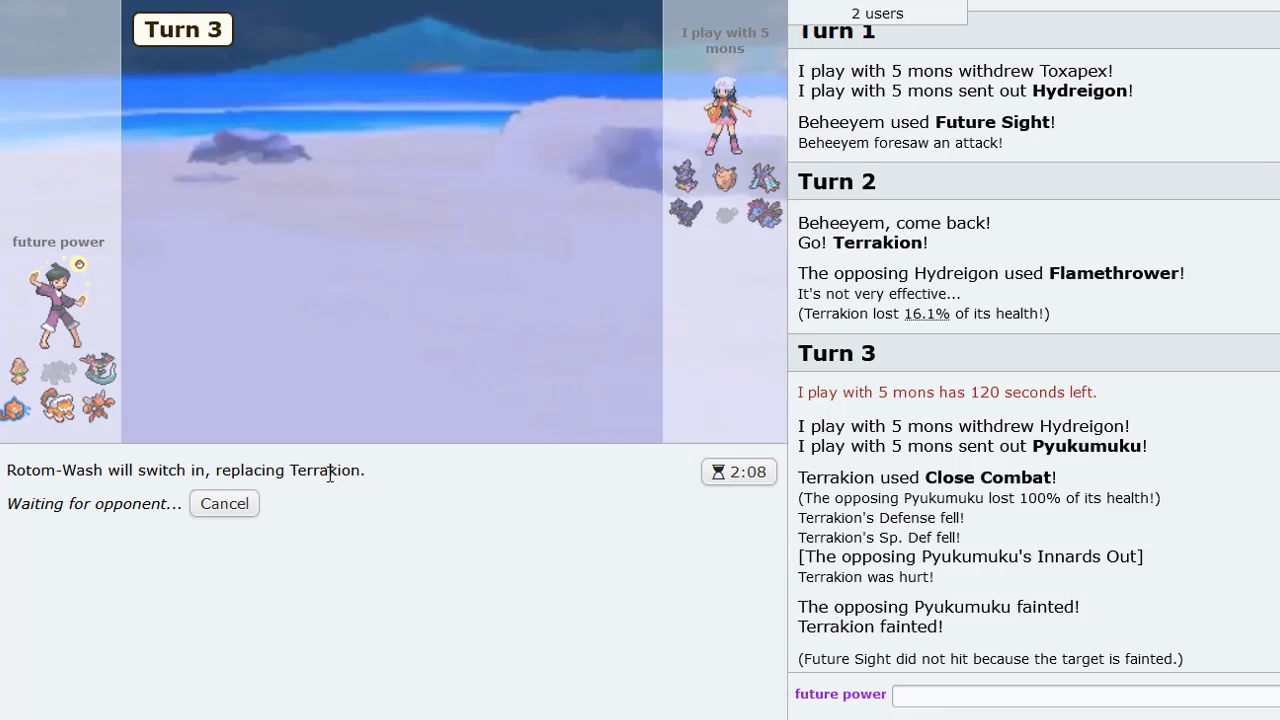 2 users
Turn 3
I play with 5
mons
future power
Rotom-Wash will switch in, replacing Terrakion.
2:08
Waiting for opponent... Cancel
Turn 1
I play with 5 mons withdrew Toxapex!
I play with 5 mons sent out Hydreigon!
Beheeyem used Future Sight!
Beheeyem foresaw an attack!
Turn 2
Beheeyem, come back!
Go! Terrakion!
The opposing Hydreigon used Flamethrower!
It's not very effective...
(Terrakion lost 16.1% of its health!)
Turn 3
I play with 5 mons has 120 seconds left.
I play with 5 mons withdrew Hydreigon!
I play with 5 mons sent out Pyukumuku!
Terrakion used Close Combat!
(The opposing Pyukumuku lost 100% of its health!)
Terrakion's Defense fell!
Terrakion's Sp. Def fell!
[The opposing Pyukumuku's Innards Out]
Terrakion was hurt!
The opposing Pyukumuku fainted!
Terrakion fainted!
(Future Sight did not hit because the target is fainted.)
future power